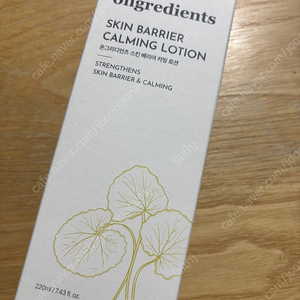 Ongredients
SKIN BARRIER
CALMING LOTION
온그리디언츠 스킨 베리어 카밍 로션
STRENGTHENS
SKIN BARRIER & CALMING
220ml / 7.43 fl. oz.